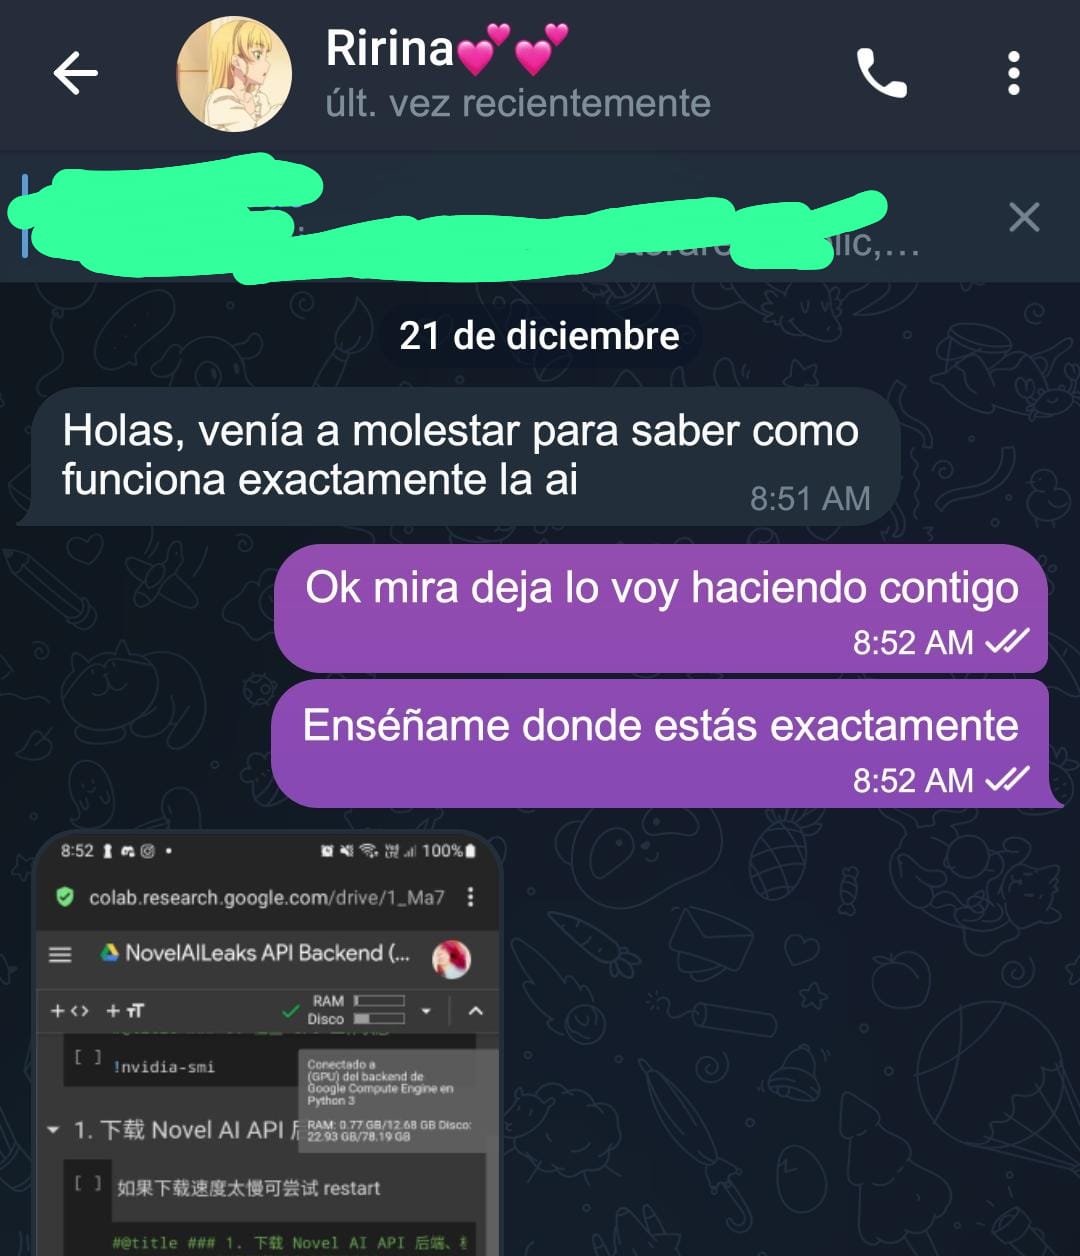 Ririna
últ. vez recientemente
lic,...
21 de diciembre
Holas, venía a molestar para saber como
funciona exactamente la ai
8:51 AM
Ok mira deja lo voy haciendo contigo
8:52 AM
Enséñame donde estás exactamente
8:52 AM
8:52
100%
colab.research.google.com/drive/1_Ma7
NovelAILeaks API Backend (...
+<> +TT
RAM
Disco
[ ] !nvidia-smi
Conectado a
(GPU) del backend de
Google Compute Engine en
Python 3
RAM: 0.77 GB/12.68 GB Disco:
22.93 GB/78.19 GB
1. 下载 Novel AI API
[ ] 如果下载速度太慢可尝试 restart
#@title ### 1. 下载 Novel AI API 后端、